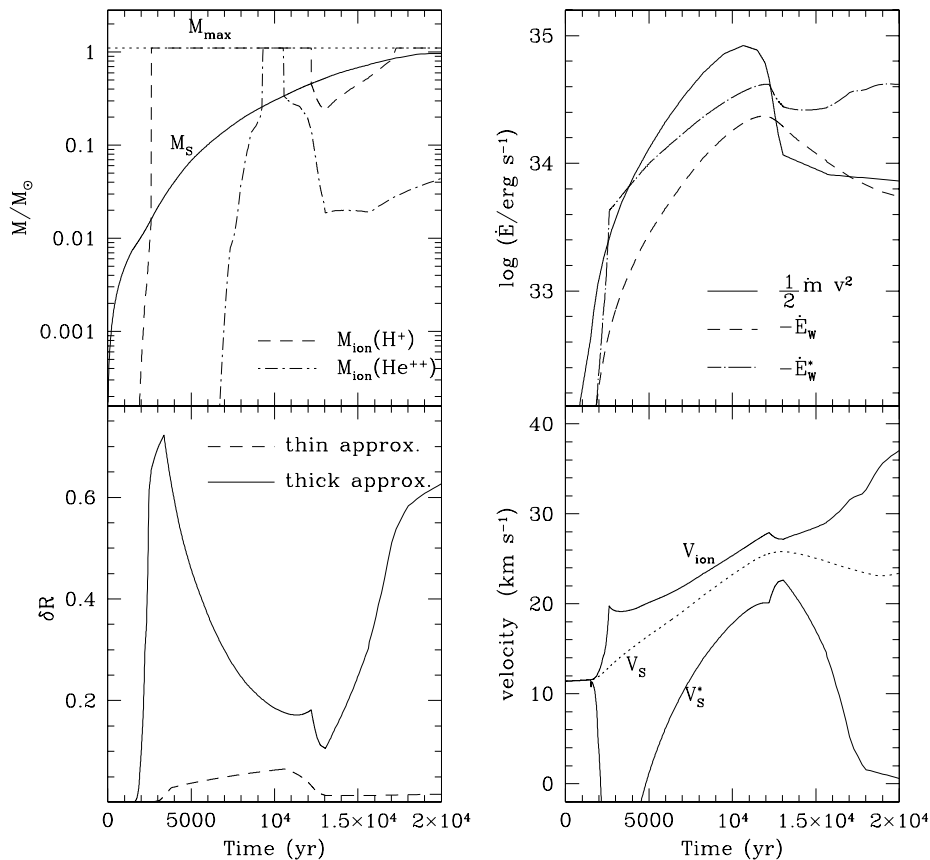 M_max
1
0.1
0.01
0.001
M/M_⊙
M_S
M_ion(H⁺)
M_ion(He⁺⁺)
35
34
33
log (Ė/erg s⁻¹)
1/2 ṁ v²
−Ė_W
−Ė*_W
0.6
0.4
0.2
δR
thin approx.
thick approx.
0
5000
10⁴
1.5×10⁴
2×10⁴
Time (yr)
40
30
20
10
0
velocity (km s⁻¹)
V_ion
V_S
V*_S
0
5000
10⁴
1.5×10⁴
2×10⁴
Time (yr)